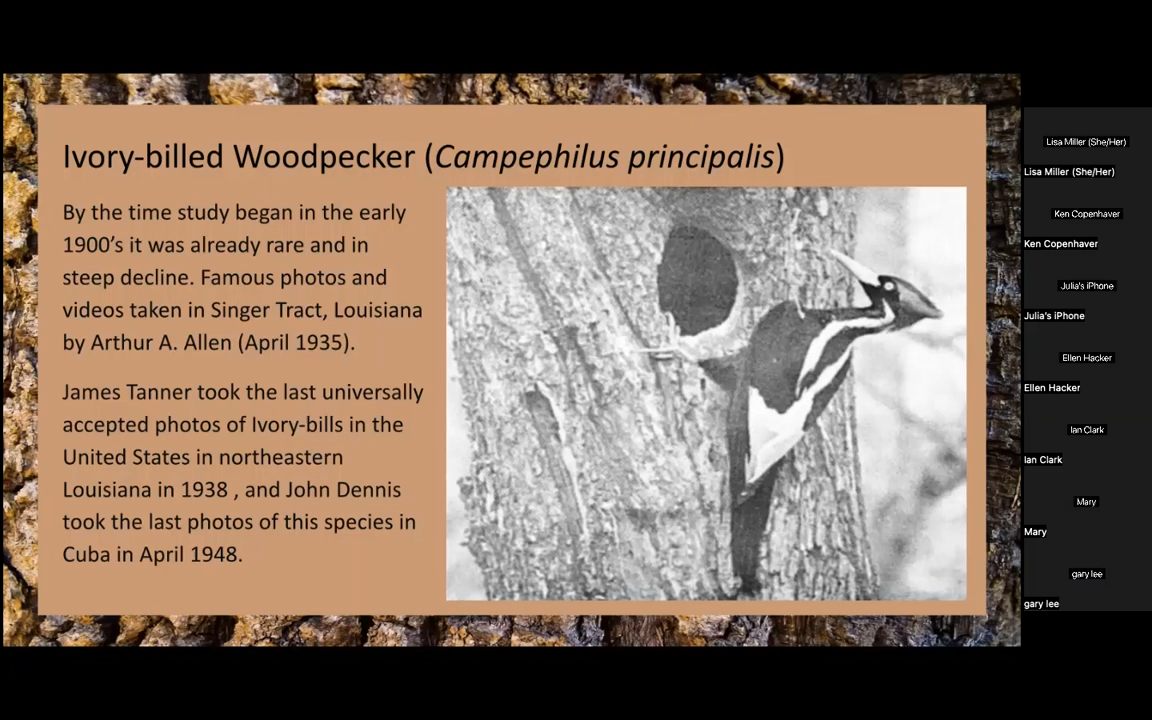 Ivory-billed Woodpecker (Campephilus principalis)
By the time study began in the early
1900’s it was already rare and in
steep decline. Famous photos and
videos taken in Singer Tract, Louisiana
by Arthur A. Allen (April 1935).
James Tanner took the last universally
accepted photos of Ivory-bills in the
United States in northeastern
Louisiana in 1938 , and John Dennis
took the last photos of this species in
Cuba in April 1948.
Lisa Miller (She/Her)
Lisa Miller (She/Her)
Ken Copenhaver
Ken Copenhaver
Julia's iPhone
Julia's iPhone
Ellen Hacker
Ellen Hacker
Ian Clark
Ian Clark
Mary
Mary
gary lee
gary lee